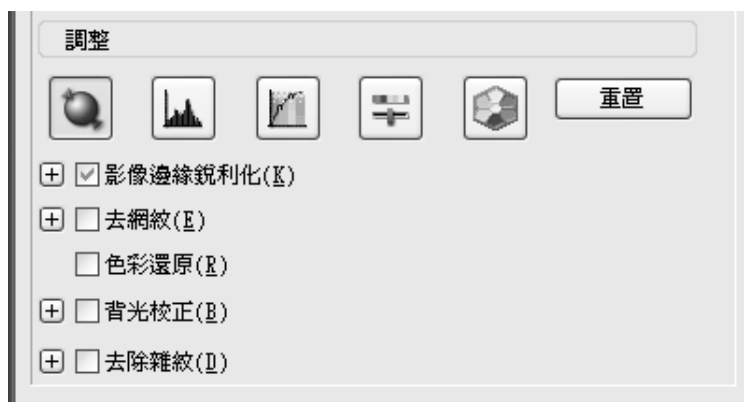 調整
重置
影像邊緣銳利化(K)
去網紋(E)
色彩還原(R)
背光校正(B)
去除雜紋(D)